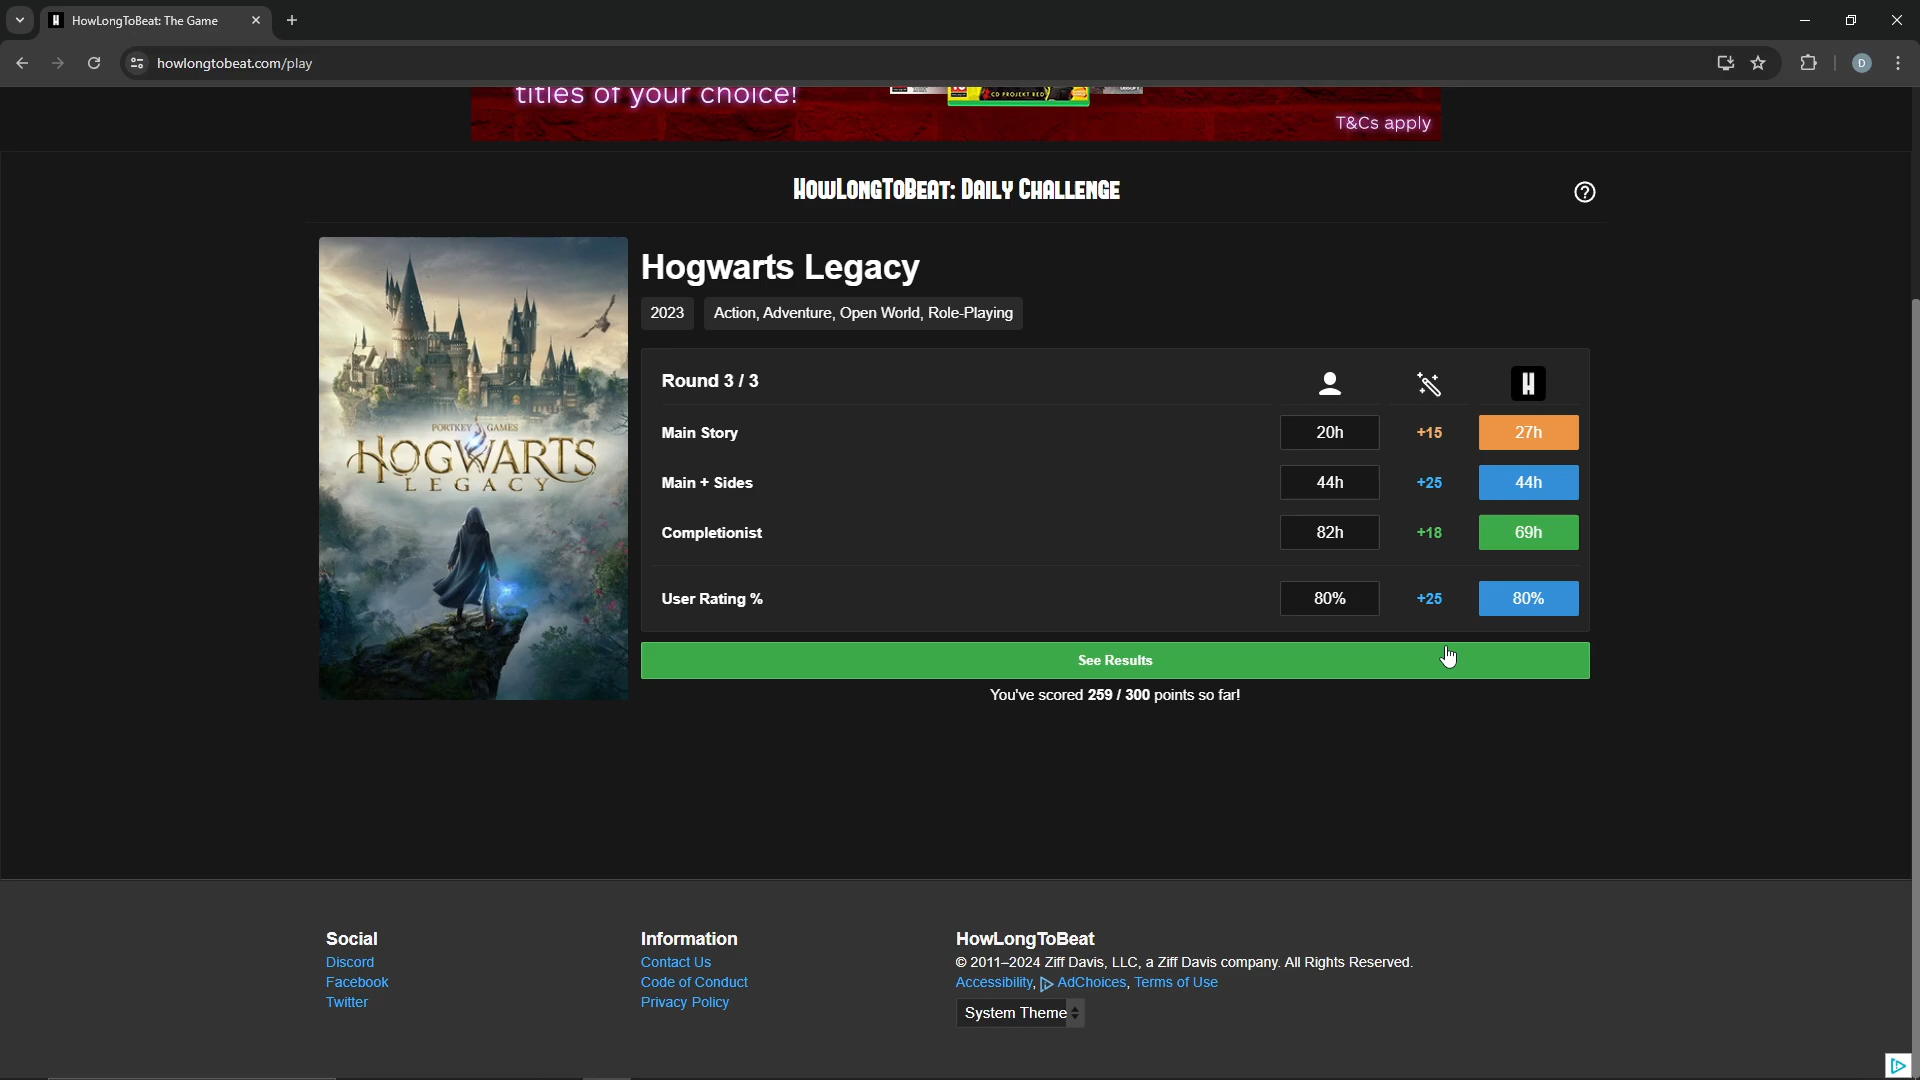 HowLongToBeat: The Game
howlongtobeat.com/play
D
titles of your choice!
CD PROJEKT RED
T&Cs apply
HowLongToBeat: Daily Challenge
PORTKEY GAMES
HOGWARTS
LEGACY
Hogwarts Legacy
2023 Action, Adventure, Open World, Role-Playing
Round 3 / 3
Main Story 20h +15 27h
Main + Sides 44h +25 44h
Completionist 82h +18 69h
User Rating % 80% +25 80%
See Results
You've scored 259 / 300 points so far!
Social
Discord
Facebook
Twitter
Information
Contact Us
Code of Conduct
Privacy Policy
HowLongToBeat
© 2011–2024 Ziff Davis, LLC, a Ziff Davis company. All Rights Reserved.
Accessibility, AdChoices, Terms of Use
System Theme